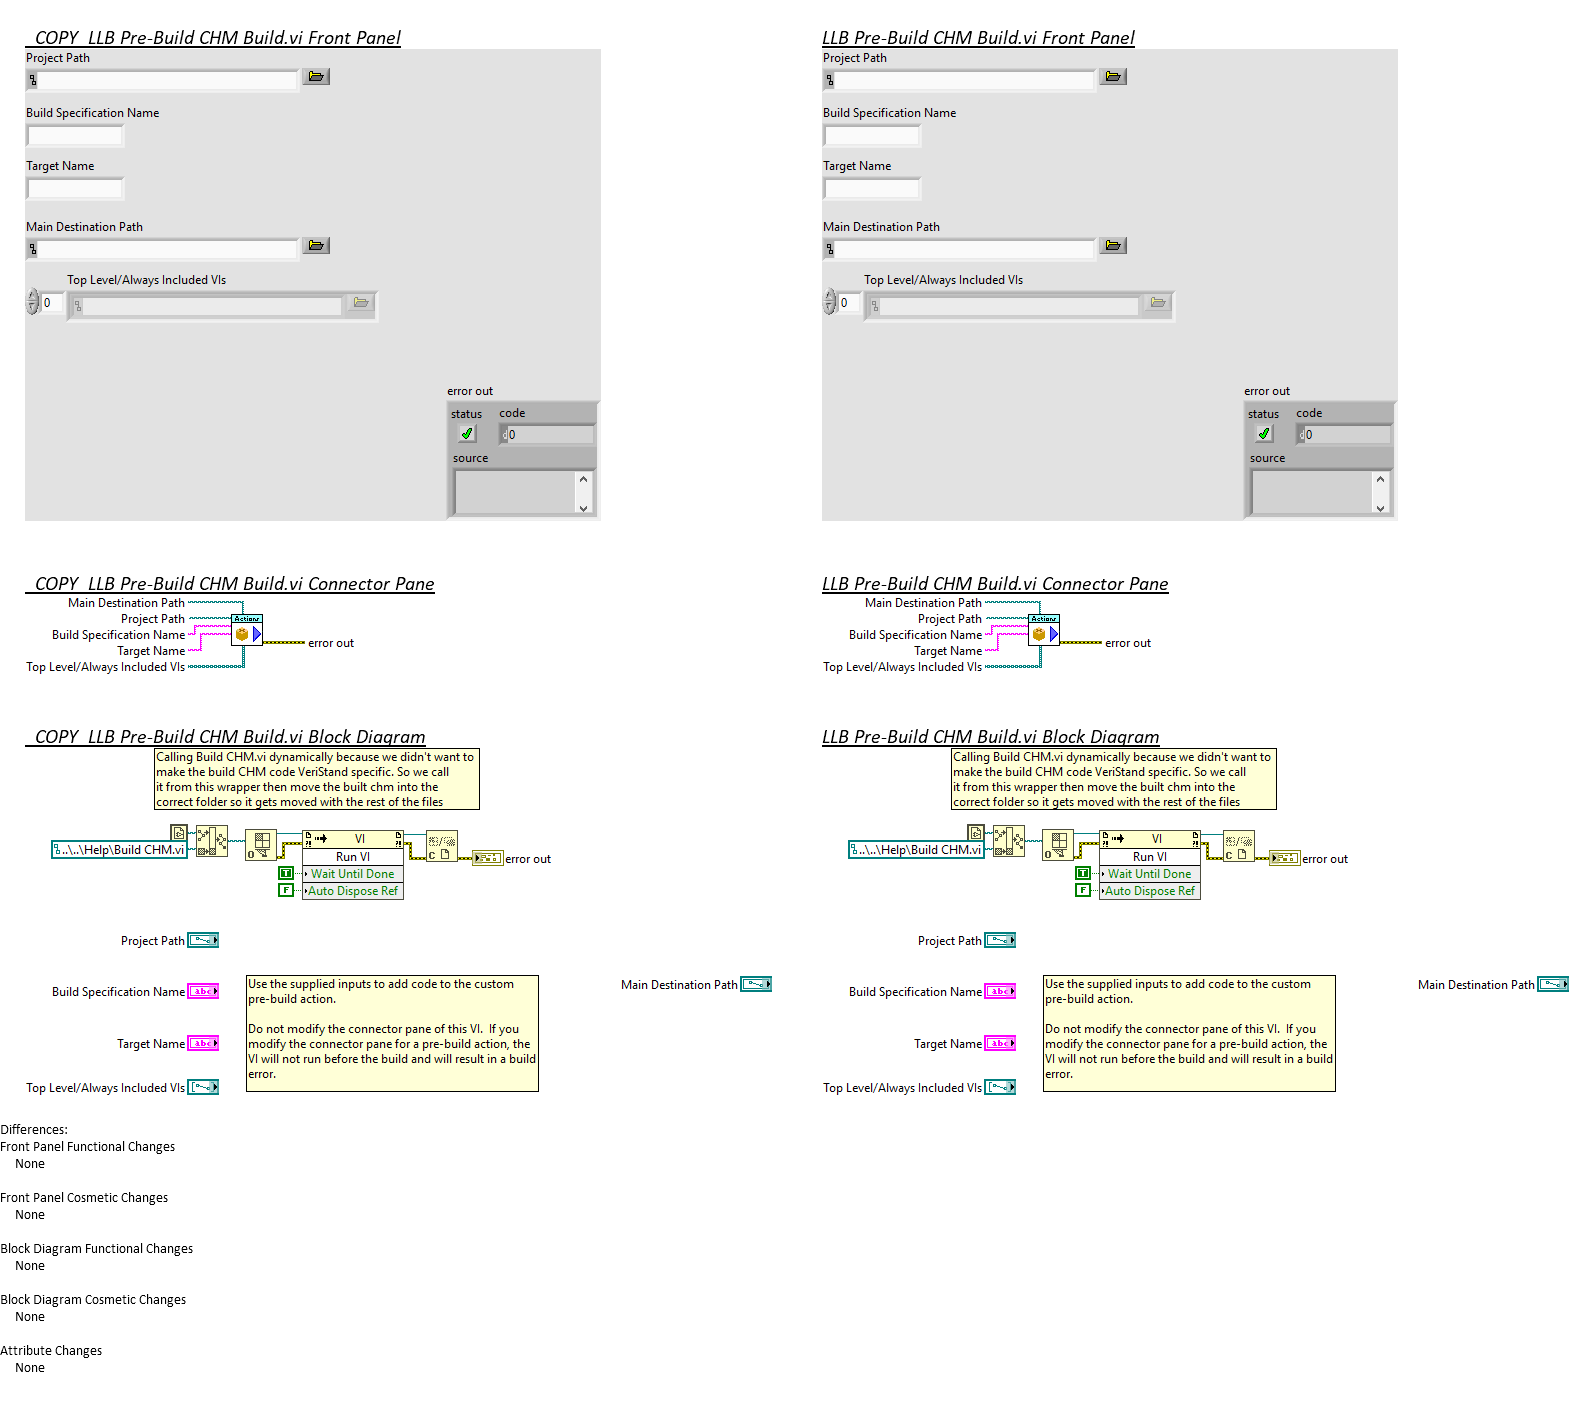 _COPY_LLB Pre-Build CHM Build.vi Front Panel
Project Path
Build Specification Name
Target Name
Main Destination Path
Top Level/Always Included VIs
0
error out
status code
0
source
LLB Pre-Build CHM Build.vi Front Panel
Project Path
Build Specification Name
Target Name
Main Destination Path
Top Level/Always Included VIs
0
error out
status code
0
source
_COPY_LLB Pre-Build CHM Build.vi Connector Pane
Main Destination Path
Project Path
Build Specification Name
Target Name
Top Level/Always Included VIs
Actions
error out
LLB Pre-Build CHM Build.vi Connector Pane
Main Destination Path
Project Path
Build Specification Name
Target Name
Top Level/Always Included VIs
Actions
error out
_COPY_LLB Pre-Build CHM Build.vi Block Diagram
Calling Build CHM.vi dynamically because we didn't want to
make the build CHM code VeriStand specific. So we call
it from this wrapper then move the built chm into the
correct folder so it gets moved with the rest of the files
..\..\Help\Build CHM.vi
VI
Run VI
T Wait Until Done
F Auto Dispose Ref
error out
Project Path
Build Specification Name abc
Target Name abc
Top Level/Always Included VIs
Use the supplied inputs to add code to the custom
pre-build action.
Do not modify the connector pane of this VI.  If you
modify the connector pane for a pre-build action, the
VI will not run before the build and will result in a build
error.
Main Destination Path
LLB Pre-Build CHM Build.vi Block Diagram
Calling Build CHM.vi dynamically because we didn't want to
make the build CHM code VeriStand specific. So we call
it from this wrapper then move the built chm into the
correct folder so it gets moved with the rest of the files
..\..\Help\Build CHM.vi
VI
Run VI
T Wait Until Done
F Auto Dispose Ref
error out
Project Path
Build Specification Name abc
Target Name abc
Top Level/Always Included VIs
Use the supplied inputs to add code to the custom
pre-build action.
Do not modify the connector pane of this VI.  If you
modify the connector pane for a pre-build action, the
VI will not run before the build and will result in a build
error.
Main Destination Path
Differences:
Front Panel Functional Changes
None
Front Panel Cosmetic Changes
None
Block Diagram Functional Changes
None
Block Diagram Cosmetic Changes
None
Attribute Changes
None